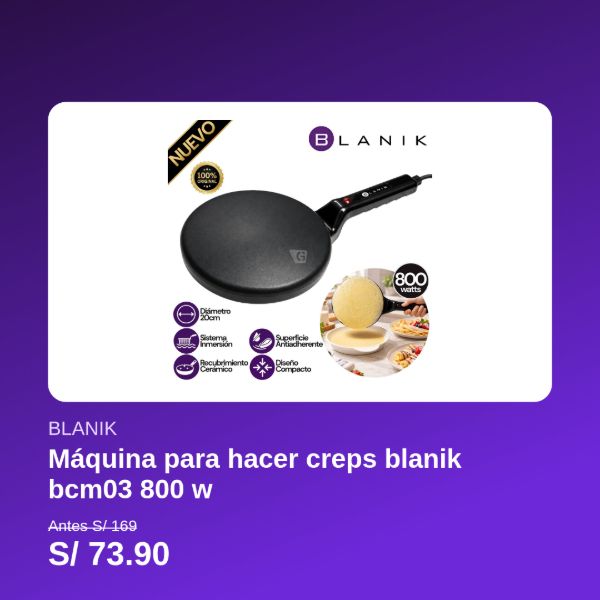 NUEVO
100%
ORIGINAL
BLANIK
BLANIK
G
800
watts
Diámetro
20cm
Sistema
Inmersión
Superficie
Antiadherente
Recubrimiento
Cerámico
Diseño
Compacto
BLANIK
Máquina para hacer creps blanik
bcm03 800 w
Antes S/ 169
S/ 73.90